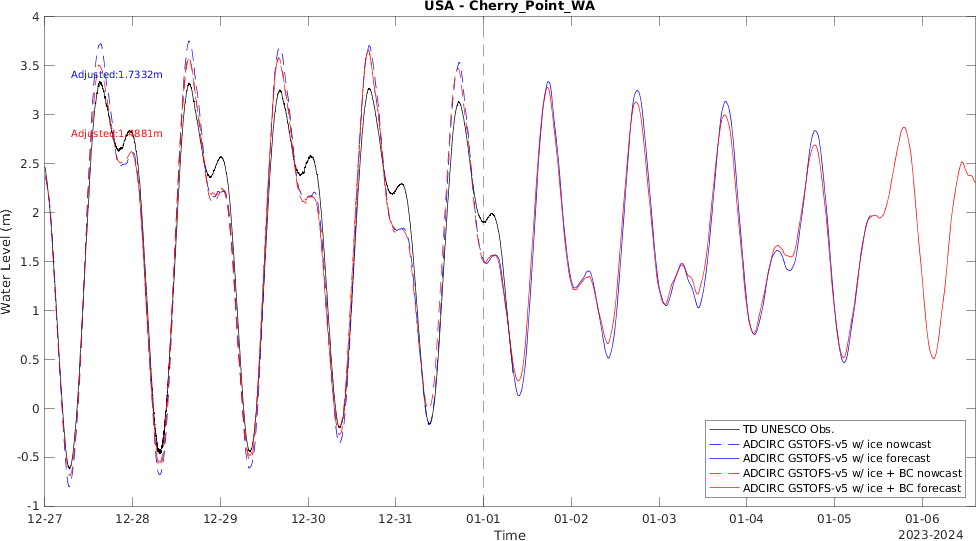 USA - Cherry_Point_WA
4
3.5
3
2.5
2
1.5
1
0.5
0
-0.5
-1
Water Level (m)
Adjusted:1.7332m
TD UNESCO Obs.
ADCIRC GSTOFS-v5 w/ ice nowcast
ADCIRC GSTOFS-v5 w/ ice forecast
ADCIRC GSTOFS-v5 w/ ice + BC nowcast
ADCIRC GSTOFS-v5 w/ ice + BC forecast
12-27 12-28 12-29 12-30 12-31 01-01 01-02 01-03 01-04 01-05 01-06
Time
2023-2024